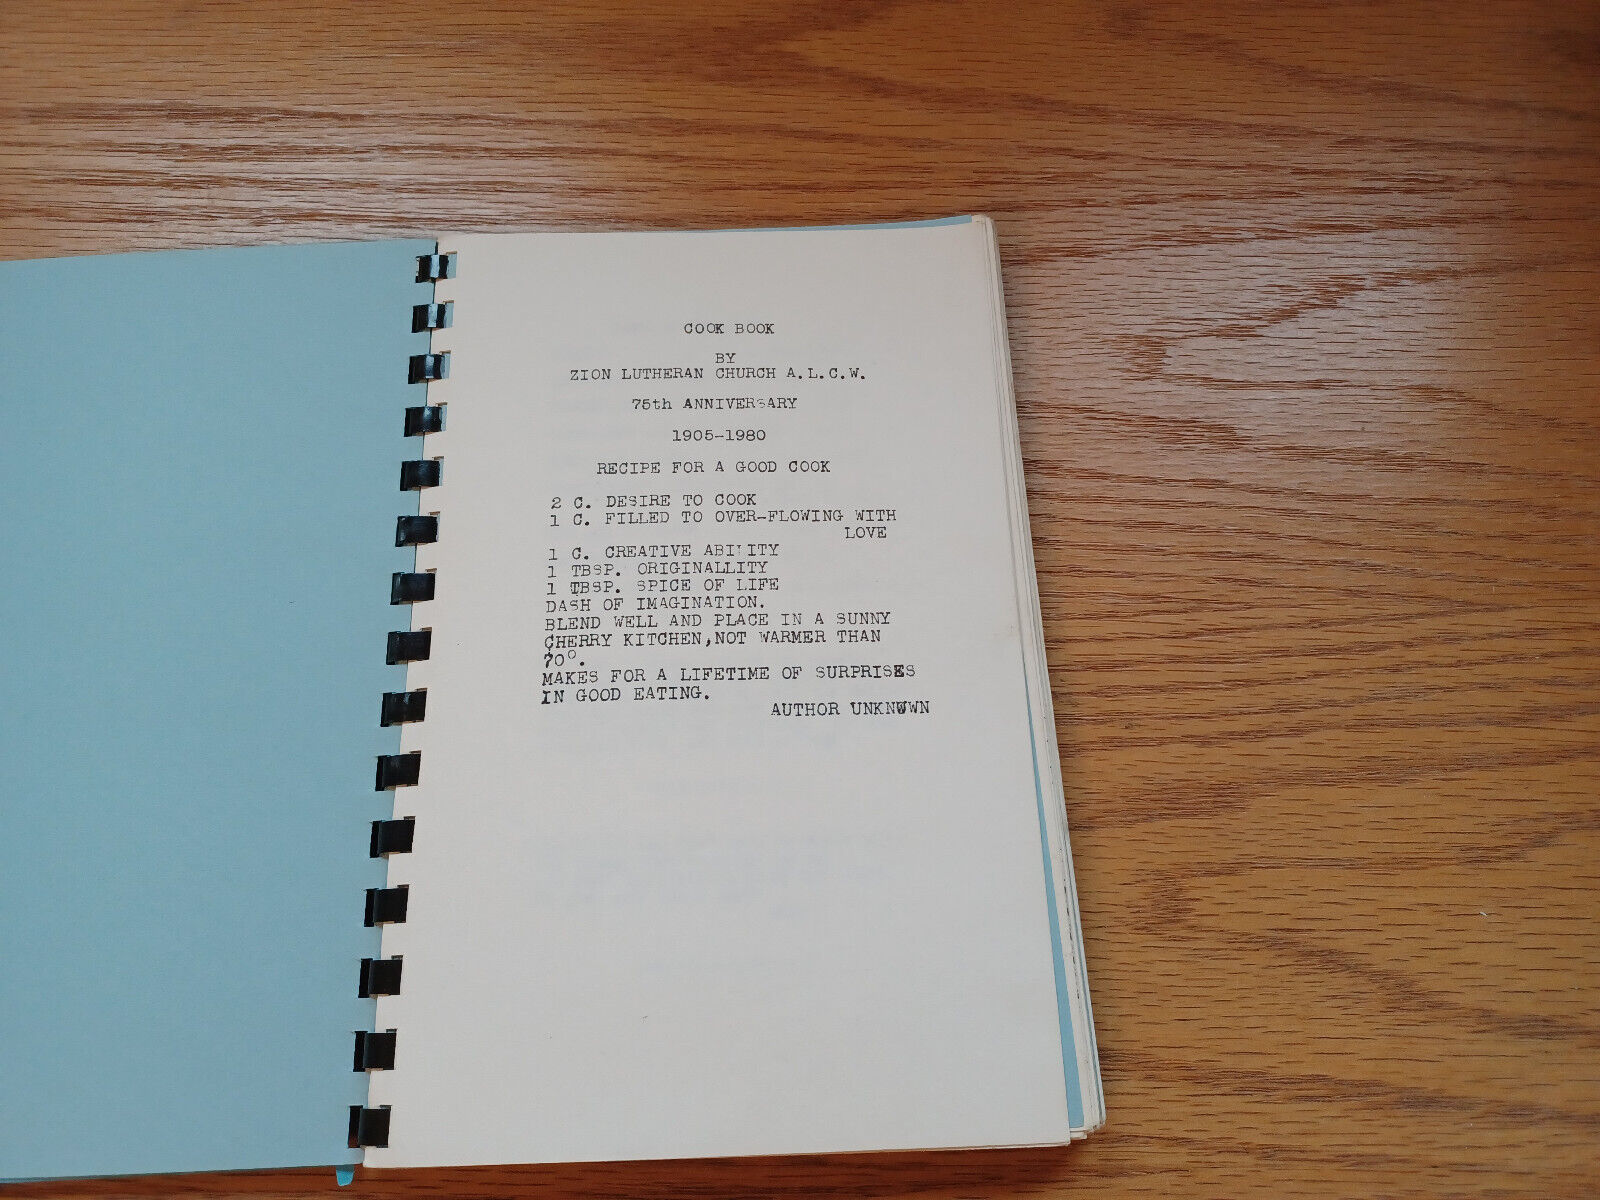 COOK BOOK
BY
ZION LUTHERAN CHURCH A.L.C.W.
75th ANNIVERSARY
1905-1980
RECIPE FOR A GOOD COOK
2 C. DESIRE TO COOK
1 C. FILLED TO OVER-FLOWING WITH
LOVE
1 C. CREATIVE ABILITY
1 TBSP. ORIGINALLITY
1 TBSP. SPICE OF LIFE
DASH OF IMAGINATION.
BLEND WELL AND PLACE IN A SUNNY
CHERRY KITCHEN,NOT WARMER THAN
70°.
MAKES FOR A LIFETIME OF SURPRISES
IN GOOD EATING.
AUTHOR UNKNWWN